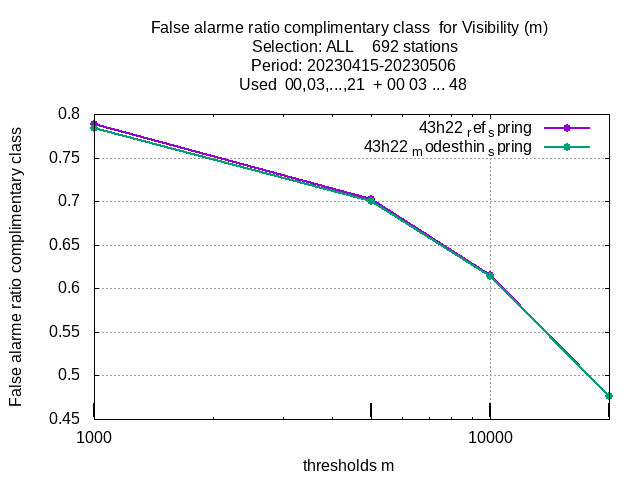 False alarme ratio complimentary class  for Visibility (m)
Selection: ALL    692 stations
Period: 20230415-20230506
Used  00,03,...,21  + 00 03 ... 48
43h22 ref spring
43h22 modesthin spring
0.8
0.75
0.7
0.65
0.6
0.55
0.5
0.45
False alarme ratio complimentary class
1000
10000
thresholds m